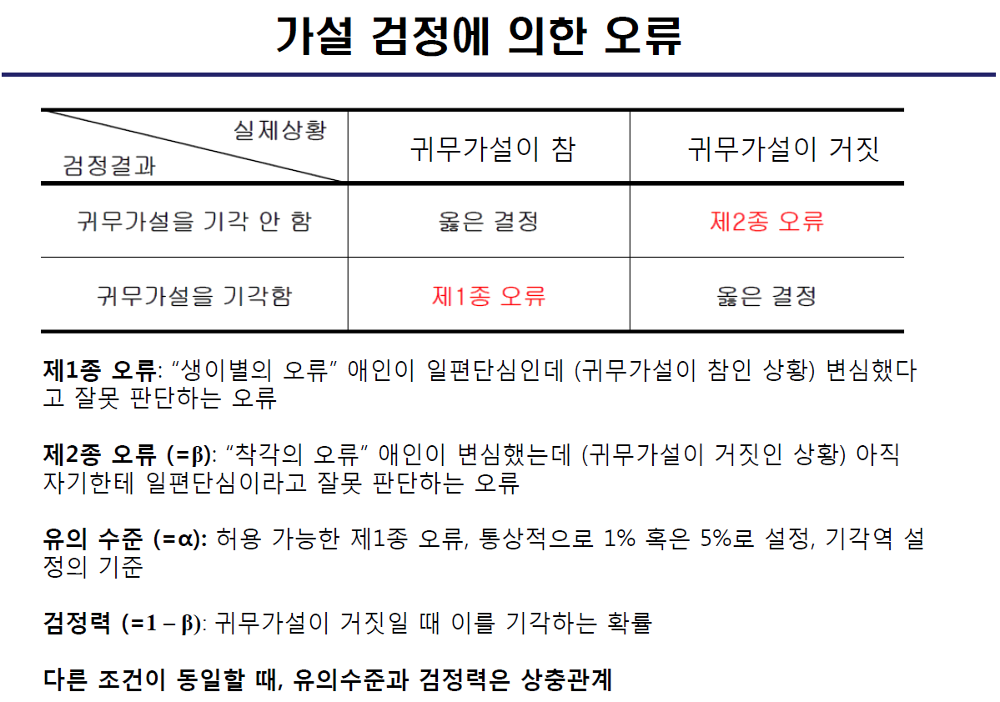 가설 검정에 의한 오류
실제상황
검정결과
귀무가설이 참
귀무가설이 거짓
귀무가설을 기각 안 함
옳은 결정
제2종 오류
귀무가설을 기각함
제1종 오류
옳은 결정
제1종 오류: “생이별의 오류” 애인이 일편단심인데 (귀무가설이 참인 상황) 변심했다
고 잘못 판단하는 오류
제2종 오류 (=β): “착각의 오류” 애인이 변심했는데 (귀무가설이 거짓인 상황) 아직
자기한테 일편단심이라고 잘못 판단하는 오류
유의 수준 (=α): 허용 가능한 제1종 오류, 통상적으로 1% 혹은 5%로 설정, 기각역 설
정의 기준
검정력 (=1 – β): 귀무가설이 거짓일 때 이를 기각하는 확률
다른 조건이 동일할 때, 유의수준과 검정력은 상충관계